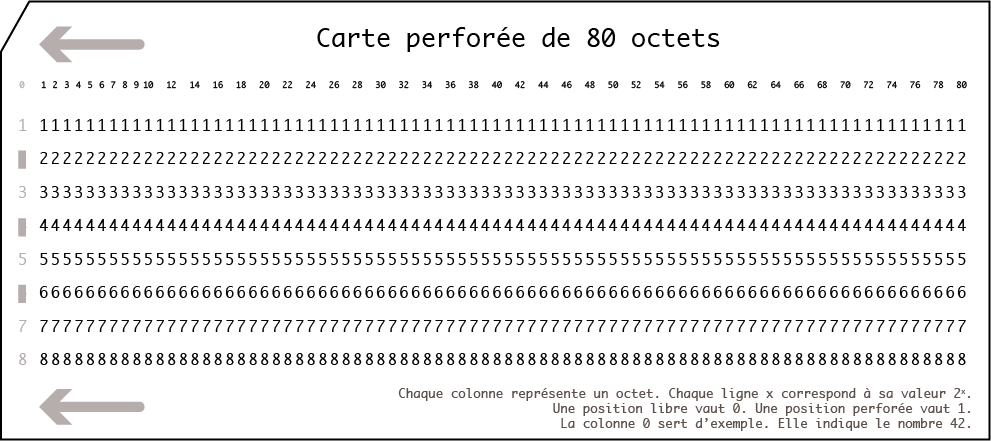 Carte perforée de 80 octets
0 1 2 3 4 5 6 7 8 9 10 12 14 16 18 20 22 24 26 28 30 32 34 36 38 40 42 44 46 48 50 52 54 56 58 60 62 64 66 68 70 72 74 76 78 80
1 11111111111111111111111111111111111111111111111111111111111111111111111111111111
22222222222222222222222222222222222222222222222222222222222222222222222222222222
3 33333333333333333333333333333333333333333333333333333333333333333333333333333333
44444444444444444444444444444444444444444444444444444444444444444444444444444444
5 55555555555555555555555555555555555555555555555555555555555555555555555555555555
66666666666666666666666666666666666666666666666666666666666666666666666666666666
7 77777777777777777777777777777777777777777777777777777777777777777777777777777777
8 88888888888888888888888888888888888888888888888888888888888888888888888888888888
Chaque colonne représente un octet. Chaque ligne x correspond à sa valeur 2ˣ.
Une position libre vaut 0. Une position perforée vaut 1.
La colonne 0 sert d’exemple. Elle indique le nombre 42.